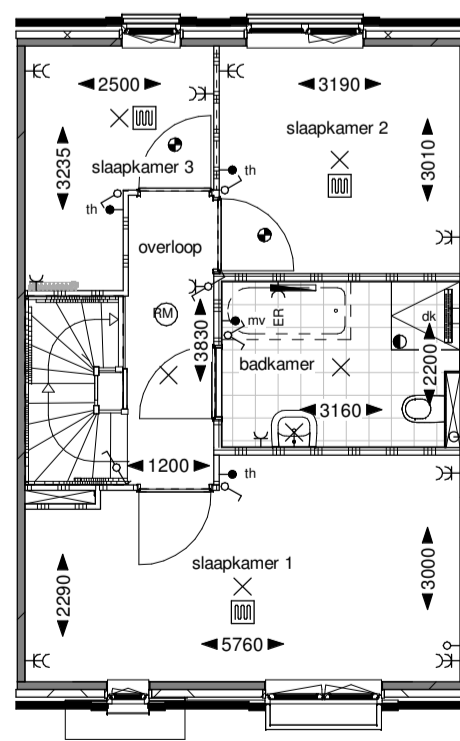 2500
3190
slaapkamer 2
3235
slaapkamer 3
3010
th
th
overloop
RM
3830
mv
ER
dk
badkamer
2200
3160
1200
th
slaapkamer 1
2290
3000
5760